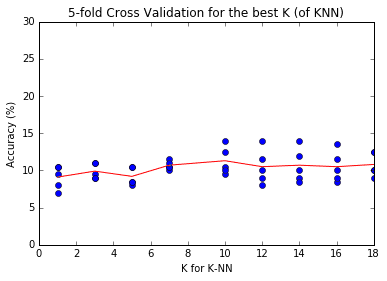 5-fold Cross Validation for the best K (of KNN)
30
25
20
15
10
5
0
Accuracy (%)
0 2 4 6 8 10 12 14 16 18
K for K-NN